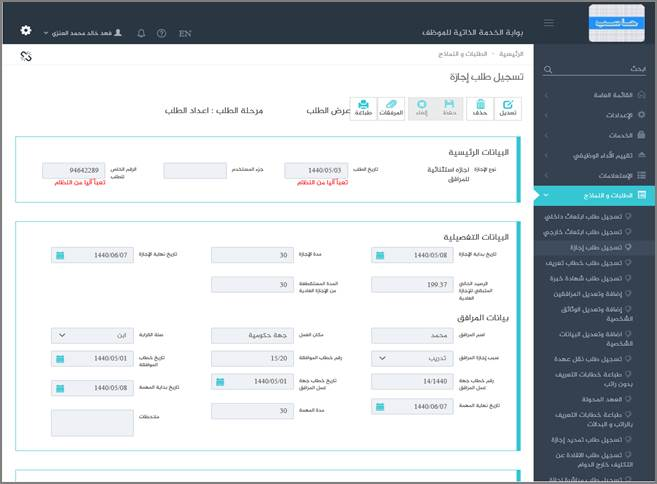 حاسب
بوابة الخدمة الذاتية للموظف
EN
فهد خالد محمد العنزي
ابحث
القائمة العامة
الإعدادات
الخدمات
تقييم الأداء الوظيفي
الإستعلامات
الطلبات و النماذج
تسجيل طلب ابتعاث داخلي
تسجيل طلب ابتعاث خارجي
تسجيل طلب إجازة
تسجيل طلب خطاب تعريف
تسجيل طلب شهادة خبرة
إضافة وتعديل المرافقين
إضافة وتعديل الوثائق
الشخصية
اضافة وتعديل البيانات
الشخصية
تسجيل طلب نقل عهدة
طباعة خطابات التعريف
بدون راتب
العهد المحولة
طباعة خطابات التعريف
بالراتب و البدلات
تسجيل طلب تمديد إجازة
تسجيل طلب الافادة عن
التكليف خارج الدوام
تسجيل طلب مباشرة اجازة
الرئيسية - الطلبات و النماذج
تسجيل طلب إجازة
تعديل
حذف
حفظ
إلغاء
المرفقات
طباعة
عرض الطلب
مرحلة الطلب : اعداد الطلب
البيانات الرئيسية
نوع الإجازة
اجازه استثنائية
للمرافق
تاريخ الطلب
1440/05/03
تعبأ آليا من النظام
جزء المستخدم
الرقم الخاص
للطلب
94642289
تعبأ آليا من النظام
البيانات التفصيلية
تاريخ بداية الإجازة
1440/05/08
مدة الإجازة
30
تاريخ نهاية الإجازة
1440/06/07
الرصيد الحالي
المتبقي للإجازة
العادية
199.37
المدة المستقطعة
من الإجازة العادية
30
بيانات المرافق
اسم المرافق
محمد
مكان العمل
جهة حكومية
صلة القرابة
ابن
سبب إجازة المرافق
تدريب
رقم خطاب الموافقة
15/20
تاريخ خطاب
الموافقة
1440/05/01
رقم خطاب جهة
عمل المرافق
14/1440
تاريخ خطاب جهة
عمل المرافق
1440/05/01
تاريخ بداية المهمة
1440/05/08
تاريخ نهاية المهمة
1440/06/07
مدة المهمة
30
ملاحظات